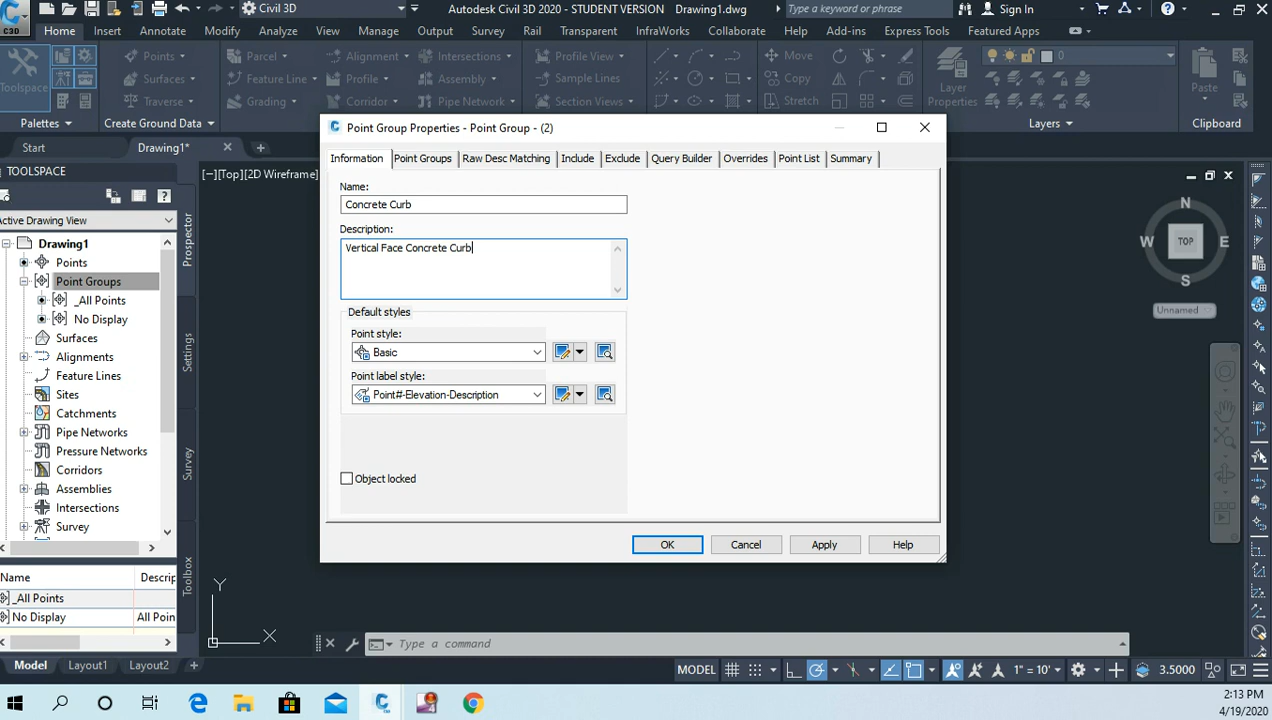 C3D
Civil 3D
Autodesk Civil 3D 2020 - STUDENT VERSION Drawing1.dwg
Type a keyword or phrase
Sign In
Home Insert Annotate Modify Analyze View Manage Output Survey Rail Transparent InfraWorks Collaborate Help Add-ins Express Tools Featured Apps
Toolspace
Points
Surfaces
Traverse
Parcel
Feature Line
Grading
Alignment
Profile
Corridor
Intersections
Assembly
Pipe Network
Profile View
Sample Lines
Section Views
Move
Copy
Stretch
Layer
Properties
0
Paste
Palettes
Create Ground Data
Layers
Clipboard
Start
Drawing1*
TOOLSPACE
[−][Top][2D Wireframe]
ctive Drawing View
Drawing1
Points
Point Groups
_All Points
No Display
Surfaces
Alignments
Feature Lines
Sites
Catchments
Pipe Networks
Pressure Networks
Corridors
Assemblies
Intersections
Survey
Prospector
Settings
Survey
Toolbox
Name Descrip
_All Points
No Display All Poin
Point Group Properties - Point Group - (2)
Information Point Groups Raw Desc Matching Include Exclude Query Builder Overrides Point List Summary
Name:
Concrete Curb
Description:
Vertical Face Concrete Curb
Default styles
Point style:
Basic
Point label style:
Point#-Elevation-Description
Object locked
OK Cancel Apply Help
N
W TOP E
S
Unnamed
Y
X
Type a command
Model Layout1 Layout2
MODEL
1" = 10'
3.5000
2:13 PM
4/19/2020